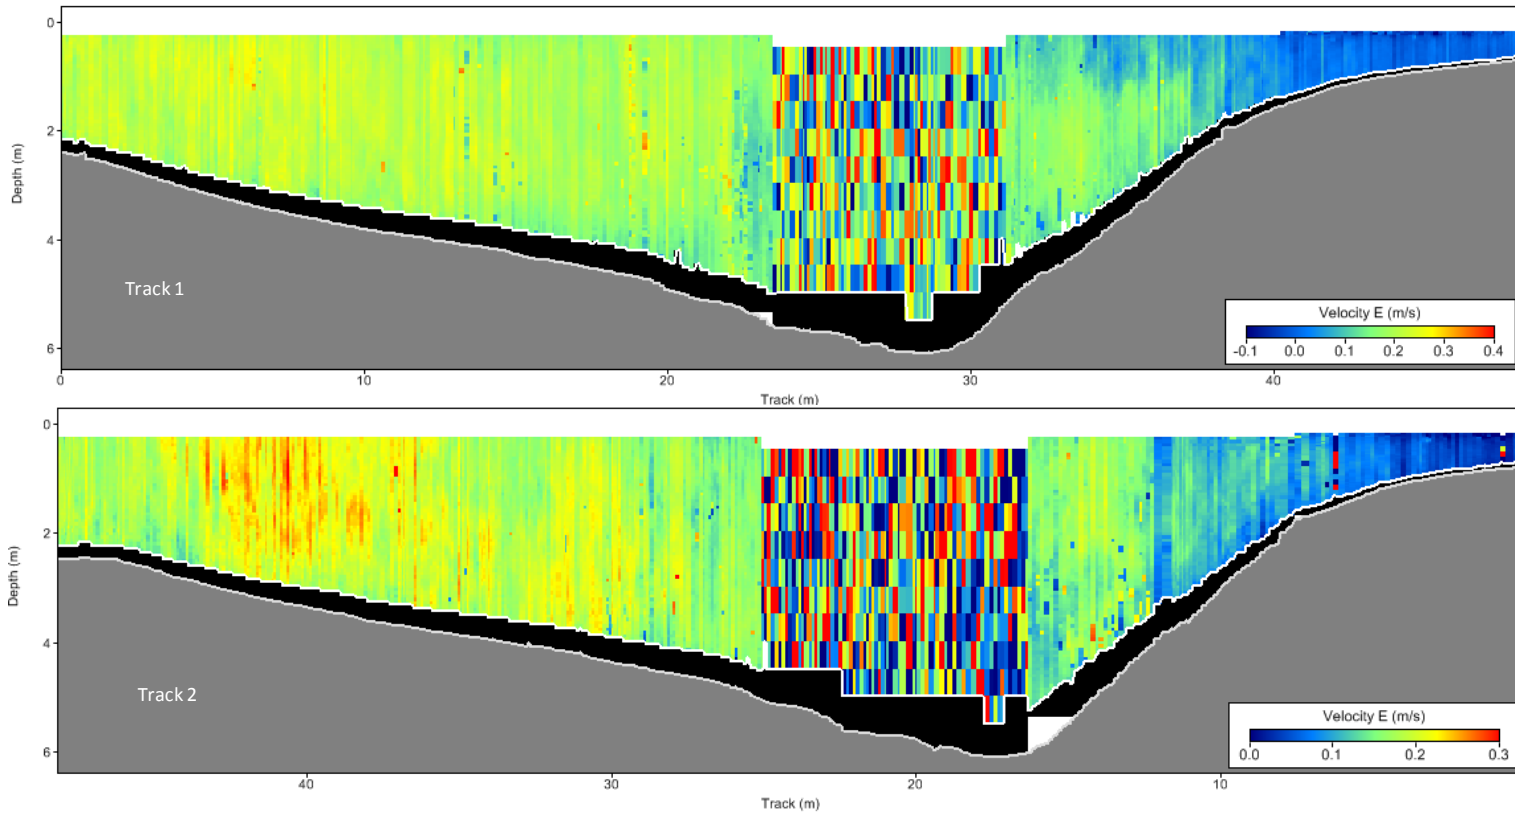 0
2
4
6
Depth (m)
Track 1
Velocity E (m/s)
-0.1 0.0 0.1 0.2 0.3 0.4
0 10 20 30 40
Track (m)
0
2
4
6
Depth (m)
Track 2
Velocity E (m/s)
0.0 0.1 0.2 0.3
40 30 20 10
Track (m)